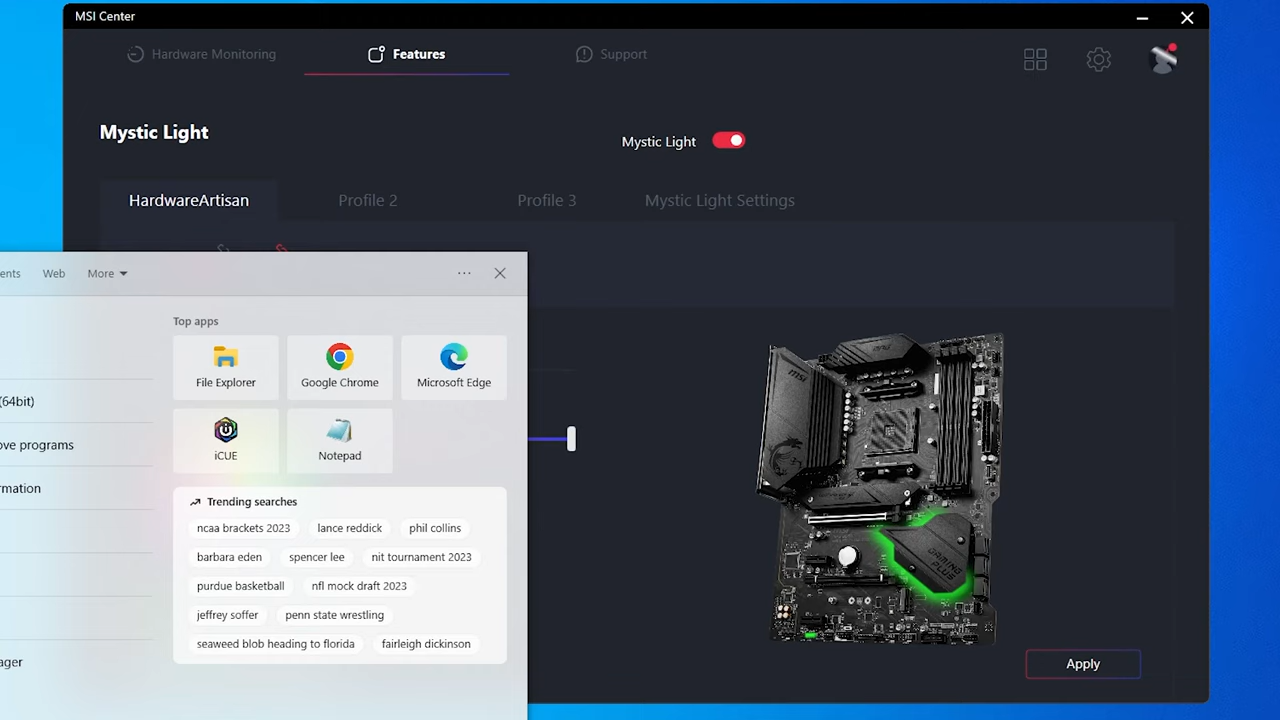 MSI Center
Hardware Monitoring
Features
Support
Mystic Light
Mystic Light
HardwareArtisan
Profile 2
Profile 3
Mystic Light Settings
ents
Web
More
Top apps
File Explorer
Google Chrome
Microsoft Edge
iCUE
Notepad
(64bit)
ove programs
rmation
ager
Trending searches
ncaa brackets 2023
lance reddick
phil collins
barbara eden
spencer lee
nit tournament 2023
purdue basketball
nfl mock draft 2023
jeffrey soffer
penn state wrestling
seaweed blob heading to florida
fairleigh dickinson
msi
GAMING
PLUS
Apply